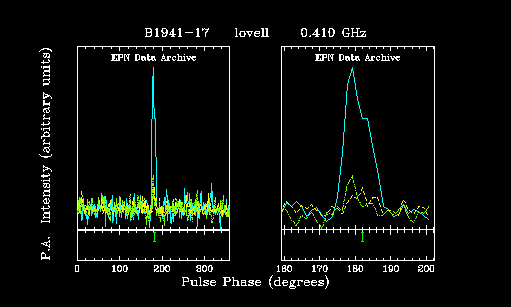 B1941-17 lovell 0.410 GHz
EPN Data Archive EPN Data Archive
P.A. Intensity (arbitrary units)
0 100 200 300 160 170 180 190 200
Pulse Phase (degrees)